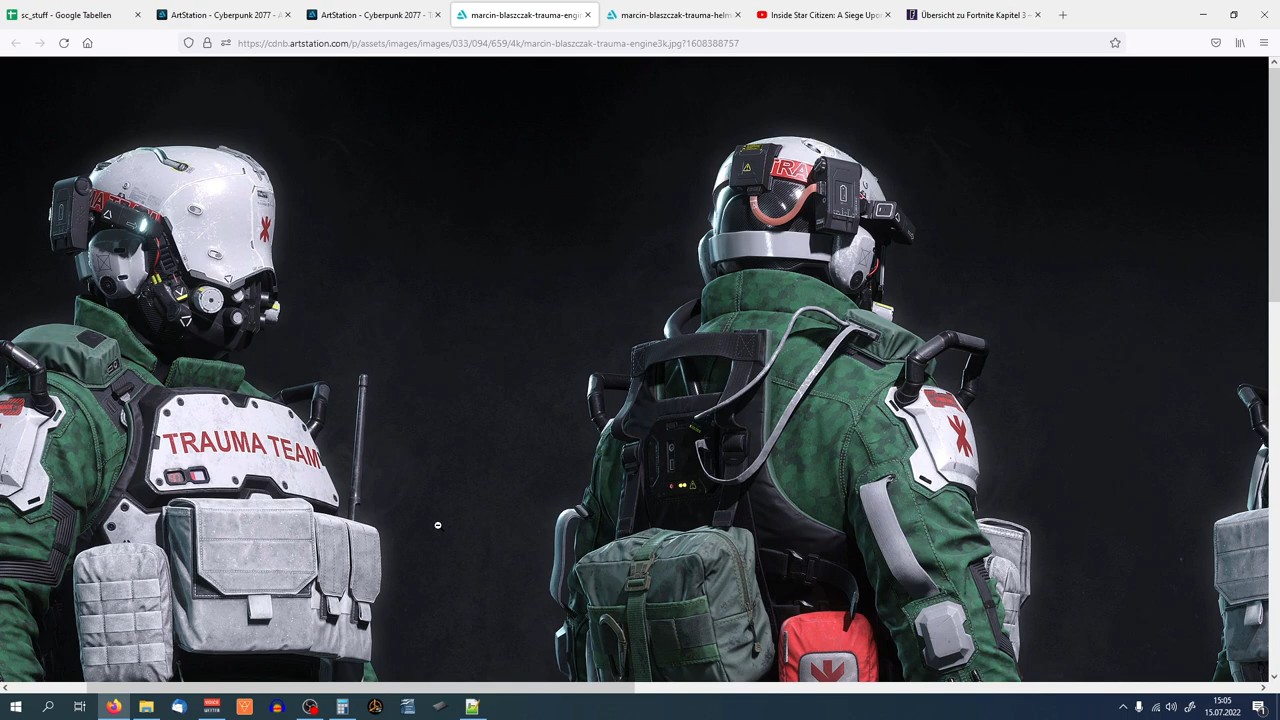 sc_stuff - Google Tabellen
ArtStation - Cyberpunk 2077 - A
ArtStation - Cyberpunk 2077 - T
marcin-blaszczak-trauma-engi
marcin-blaszczak-trauma-helm
Inside Star Citizen: A Siege Upo
Übersicht zu Fortnite Kapitel 3 –
https://cdnb.artstation.com/p/assets/images/images/033/094/659/4k/marcin-blaszczak-trauma-engine3k.jpg?1608388757
TRA
TRAUMA TEAM
15:05
15.07.2022